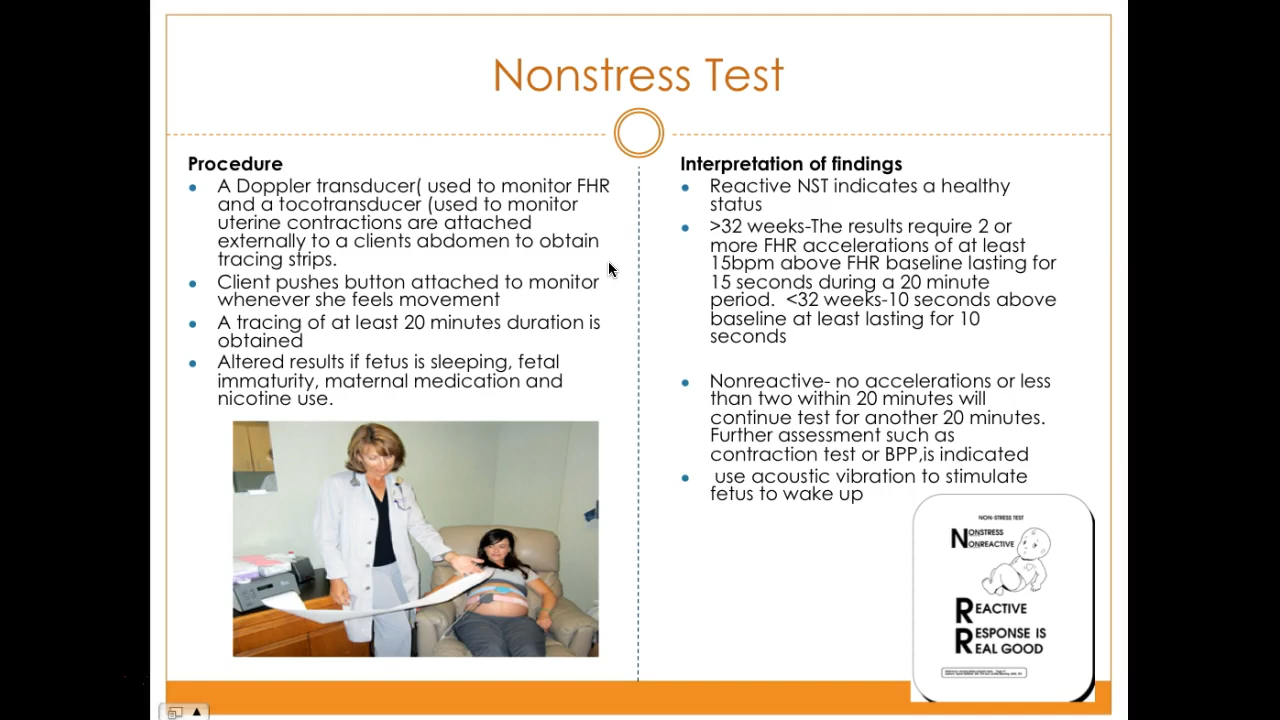 Nonstress Test
Procedure
A Doppler transducer( used to monitor FHR
and a tocotransducer (used to monitor
uterine contractions are attached
externally to a clients abdomen to obtain
tracing strips.
Client pushes button attached to monitor
whenever she feels movement
A tracing of at least 20 minutes duration is
obtained
Altered results if fetus is sleeping, fetal
immaturity, maternal medication and
nicotine use.
Interpretation of findings
Reactive NST indicates a healthy
status
>32 weeks-The results require 2 or
more FHR accelerations of at least
15bpm above FHR baseline lasting for
15 seconds during a 20 minute
period.  <32 weeks-10 seconds above
baseline at least lasting for 10
seconds
Nonreactive- no accelerations or less
than two within 20 minutes will
continue test for another 20 minutes.
Further assessment such as
contraction test or BPP,is indicated
use acoustic vibration to stimulate
fetus to wake up
NON-STRESS TEST
NONSTRESS
NONREACTIVE
REACTIVE
RESPONSE IS
REAL GOOD